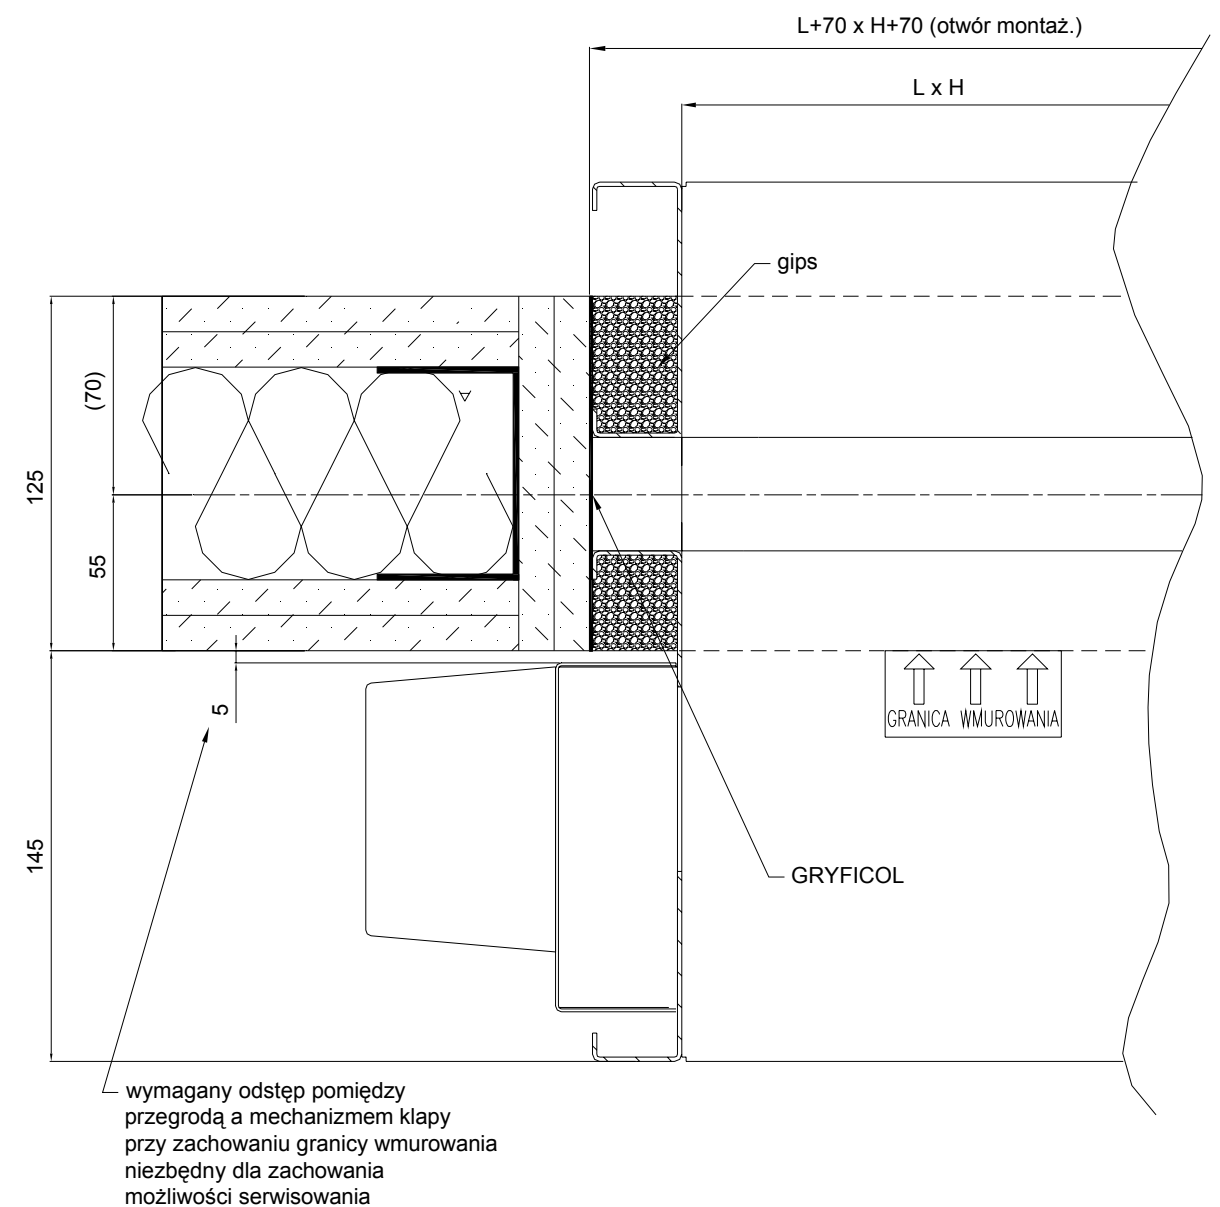 L+70 x H+70 (otwór montaż.)
L x H
gips
(70)
125
55
5
GRANICA WMUROWANIA
145
GRYFICOL
wymagany odstęp pomiędzy
przegrodą a mechanizmem klapy
przy zachowaniu granicy wmurowania
niezbędny dla zachowania
możliwości serwisowania